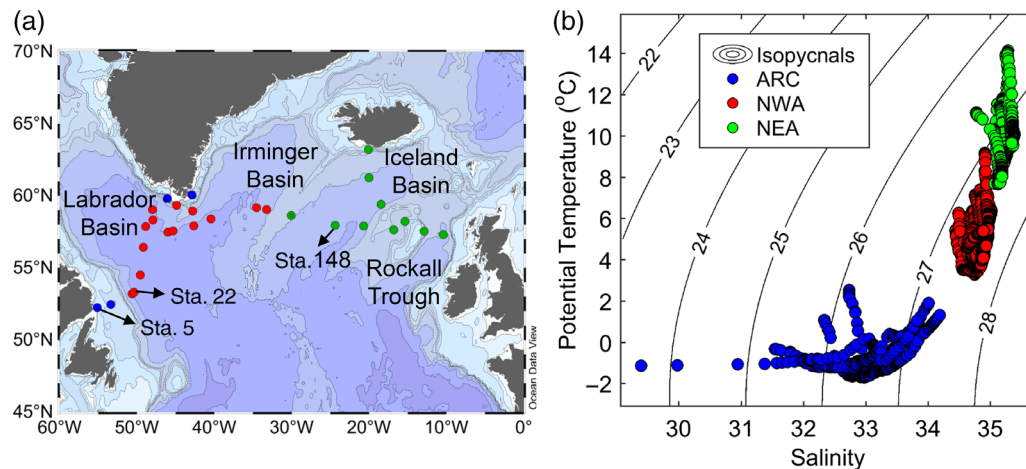 (a)
70°N
65°N
60°N
55°N
50°N
45°N
60°W
50°W
40°W
30°W
20°W
10°W
0°
Labrador
Basin
Irminger
Basin
Iceland
Basin
Rockall
Trough
Sta.148
Sta. 22
Sta. 5
Ocean Data View
(b)
Potential Temperature (°C)
14
12
10
8
6
4
2
0
−2
Isopycnals
ARC
NWA
NEA
22
23
24
25
26
27
28
30
31
32
33
34
35
Salinity